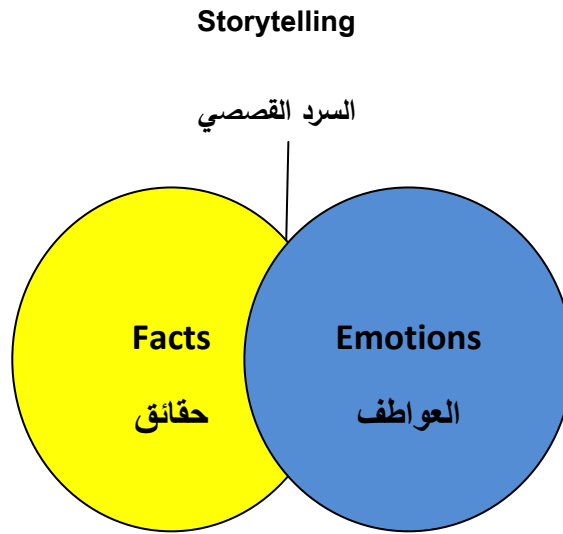 Storytelling
السرد القصصي
Facts
حقائق
Emotions
العواطف